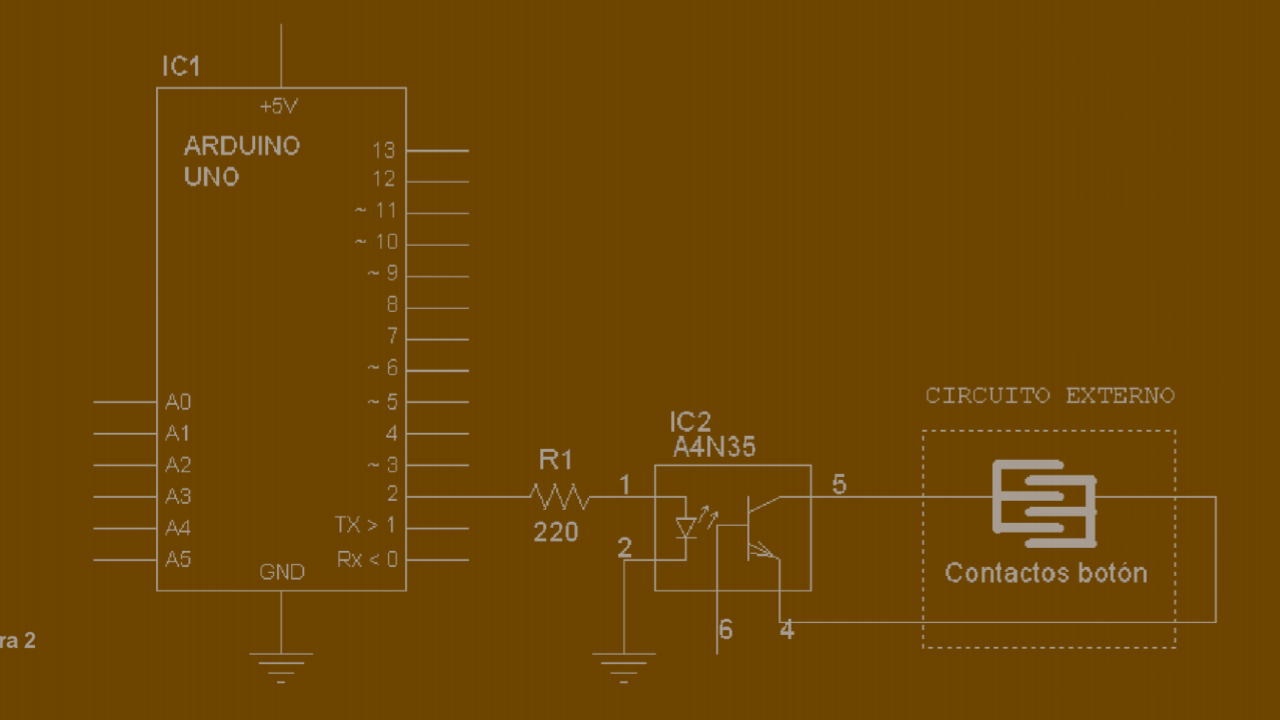 IC1
+5V
ARDUINO
UNO
13
12
~ 11
~ 10
~ 9
8
7
~ 6
A0
~ 5
A1
4
A2
~ 3
A3
2
A4
TX > 1
A5
Rx < 0
GND
R1
220
IC2
A4N35
1
2
5
6
4
CIRCUITO EXTERNO
Contactos botón
ra 2